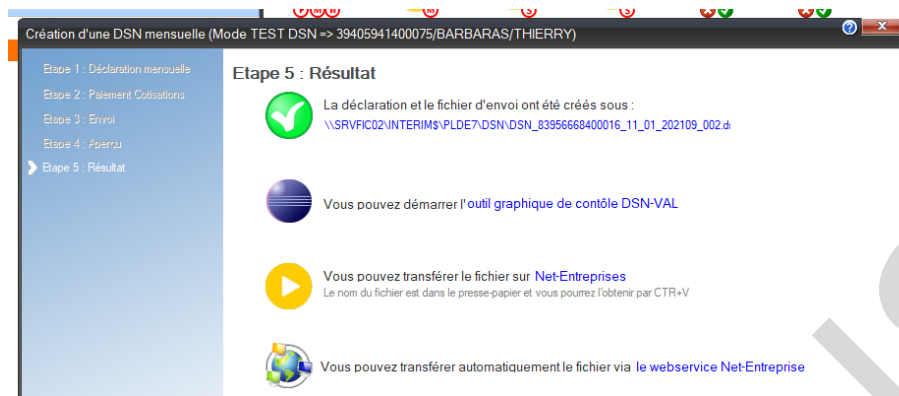 Création d'une DSN mensuelle (Mode TEST DSN => 39405941400075/BARBARAS/THIERRY)
Etape 1 : Déclaration mensuelle
Etape 2 : Paiement Cotisations
Etape 3 : Envoi
Etape 4 : Aperçu
Etape 5 : Résultat
Etape 5 : Résultat
La déclaration et le fichier d'envoi ont été créés sous :
\\SRVFIC02\INTERIM$\PLDE7\DSN\DSN_83956668400016_11_01_202109_002.d
Vous pouvez démarrer l'outil graphique de contôle DSN-VAL
Vous pouvez transférer le fichier sur Net-Entreprises
Le nom du fichier est dans le presse-papier et vous pourrez l'obtenir par CTR+V
Vous pouvez transférer automatiquement le fichier via le webservice Net-Entreprise